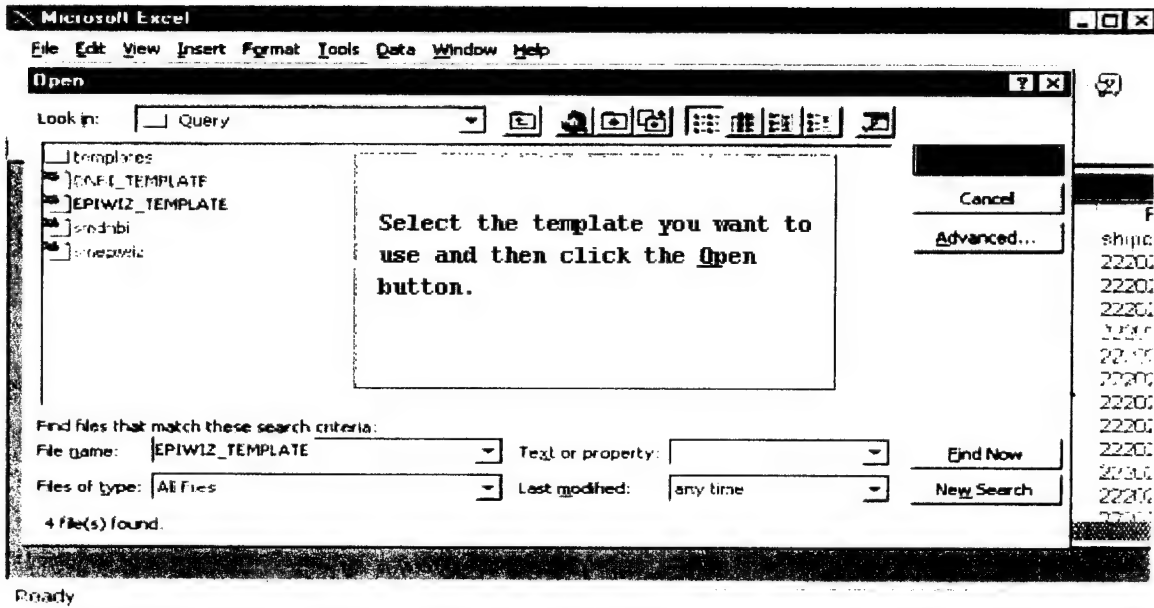 Microsoft Excel
File Edit View Insert Format Tools Data Window Help
Open
Look in: Query
templates
EPIWIZ_TEMPLATE
Select the template you want to
use and then click the Open
button.
Cancel
Advanced...
Find files that match these search criteria:
File name: EPIWIZ_TEMPLATE Text or property: Find Now
Files of type: All Files Last modified: any time New Search
4 file(s) found.
Ready